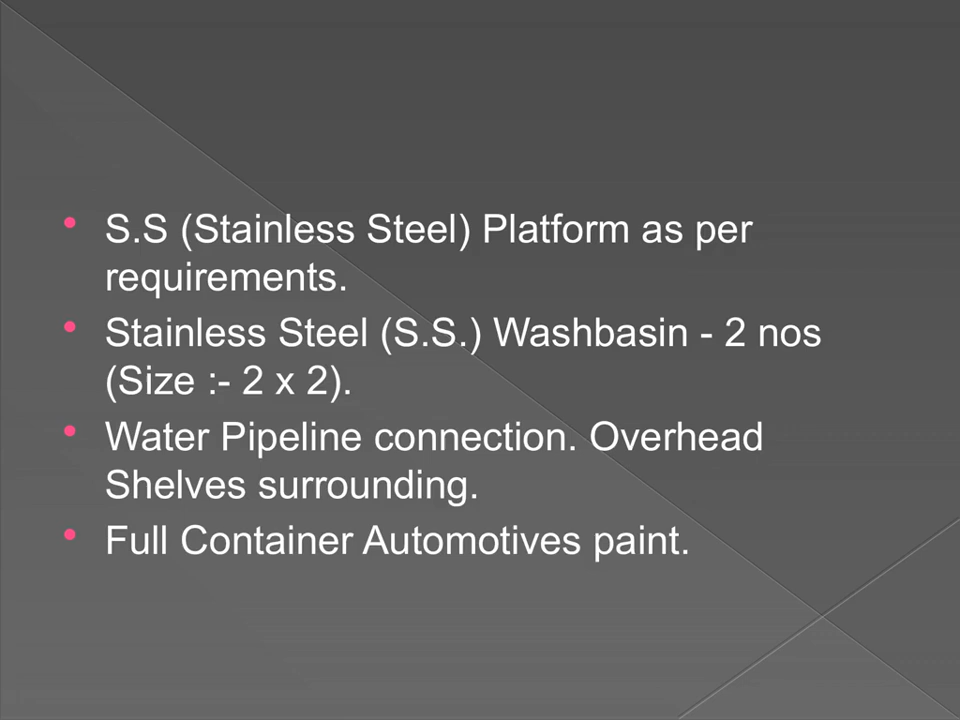 • S.S (Stainless Steel) Platform as per
requirements.
• Stainless Steel (S.S.) Washbasin - 2 nos
(Size :- 2 x 2).
• Water Pipeline connection. Overhead
Shelves surrounding.
• Full Container Automotives paint.